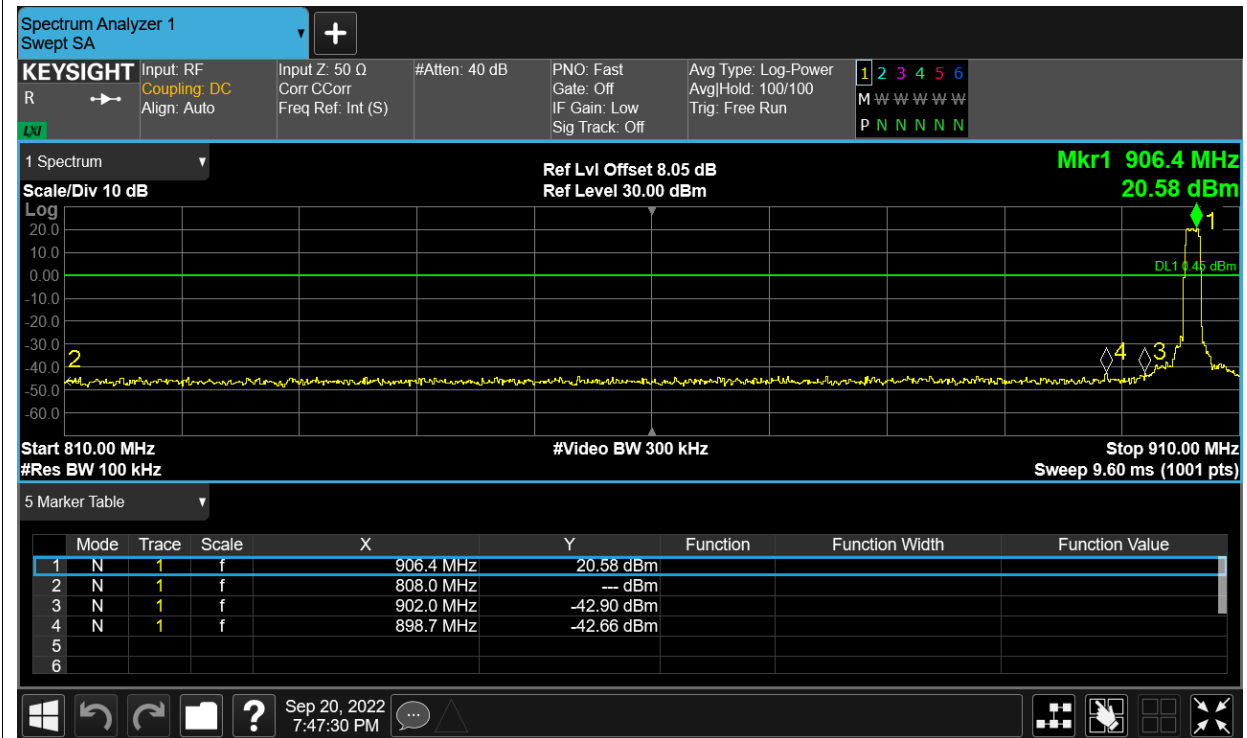 Spectrum Analyzer 1
Swept SA
KEYSIGHT Input: RF Input Z: 50 Ω #Atten: 40 dB PNO: Fast Avg Type: Log-Power 1 2 3 4 5 6
R Coupling: DC Corr CCorr Gate: Off Avg|Hold: 100/100 M W W W W W
Align: Auto Freq Ref: Int (S) IF Gain: Low Trig: Free Run
LXI Sig Track: Off P N N N N N
1 Spectrum Ref Lvl Offset 8.05 dB Mkr1 906.4 MHz
Scale/Div 10 dB Ref Level 30.00 dBm 20.58 dBm
Log
1
20.0
10.0
0.00
DL1 0.45 dBm
-10.0
-20.0
-30.0
2 4 3
-40.0
-50.0
-60.0
Start 810.00 MHz #Video BW 300 kHz Stop 910.00 MHz
#Res BW 100 kHz Sweep 9.60 ms (1001 pts)
5 Marker Table
Mode Trace Scale X Y Function Function Width Function Value
1 N 1 f 906.4 MHz 20.58 dBm
2 N 1 f 808.0 MHz --- dBm
3 N 1 f 902.0 MHz -42.90 dBm
4 N 1 f 898.7 MHz -42.66 dBm
5
6
? Sep 20, 2022
7:47:30 PM